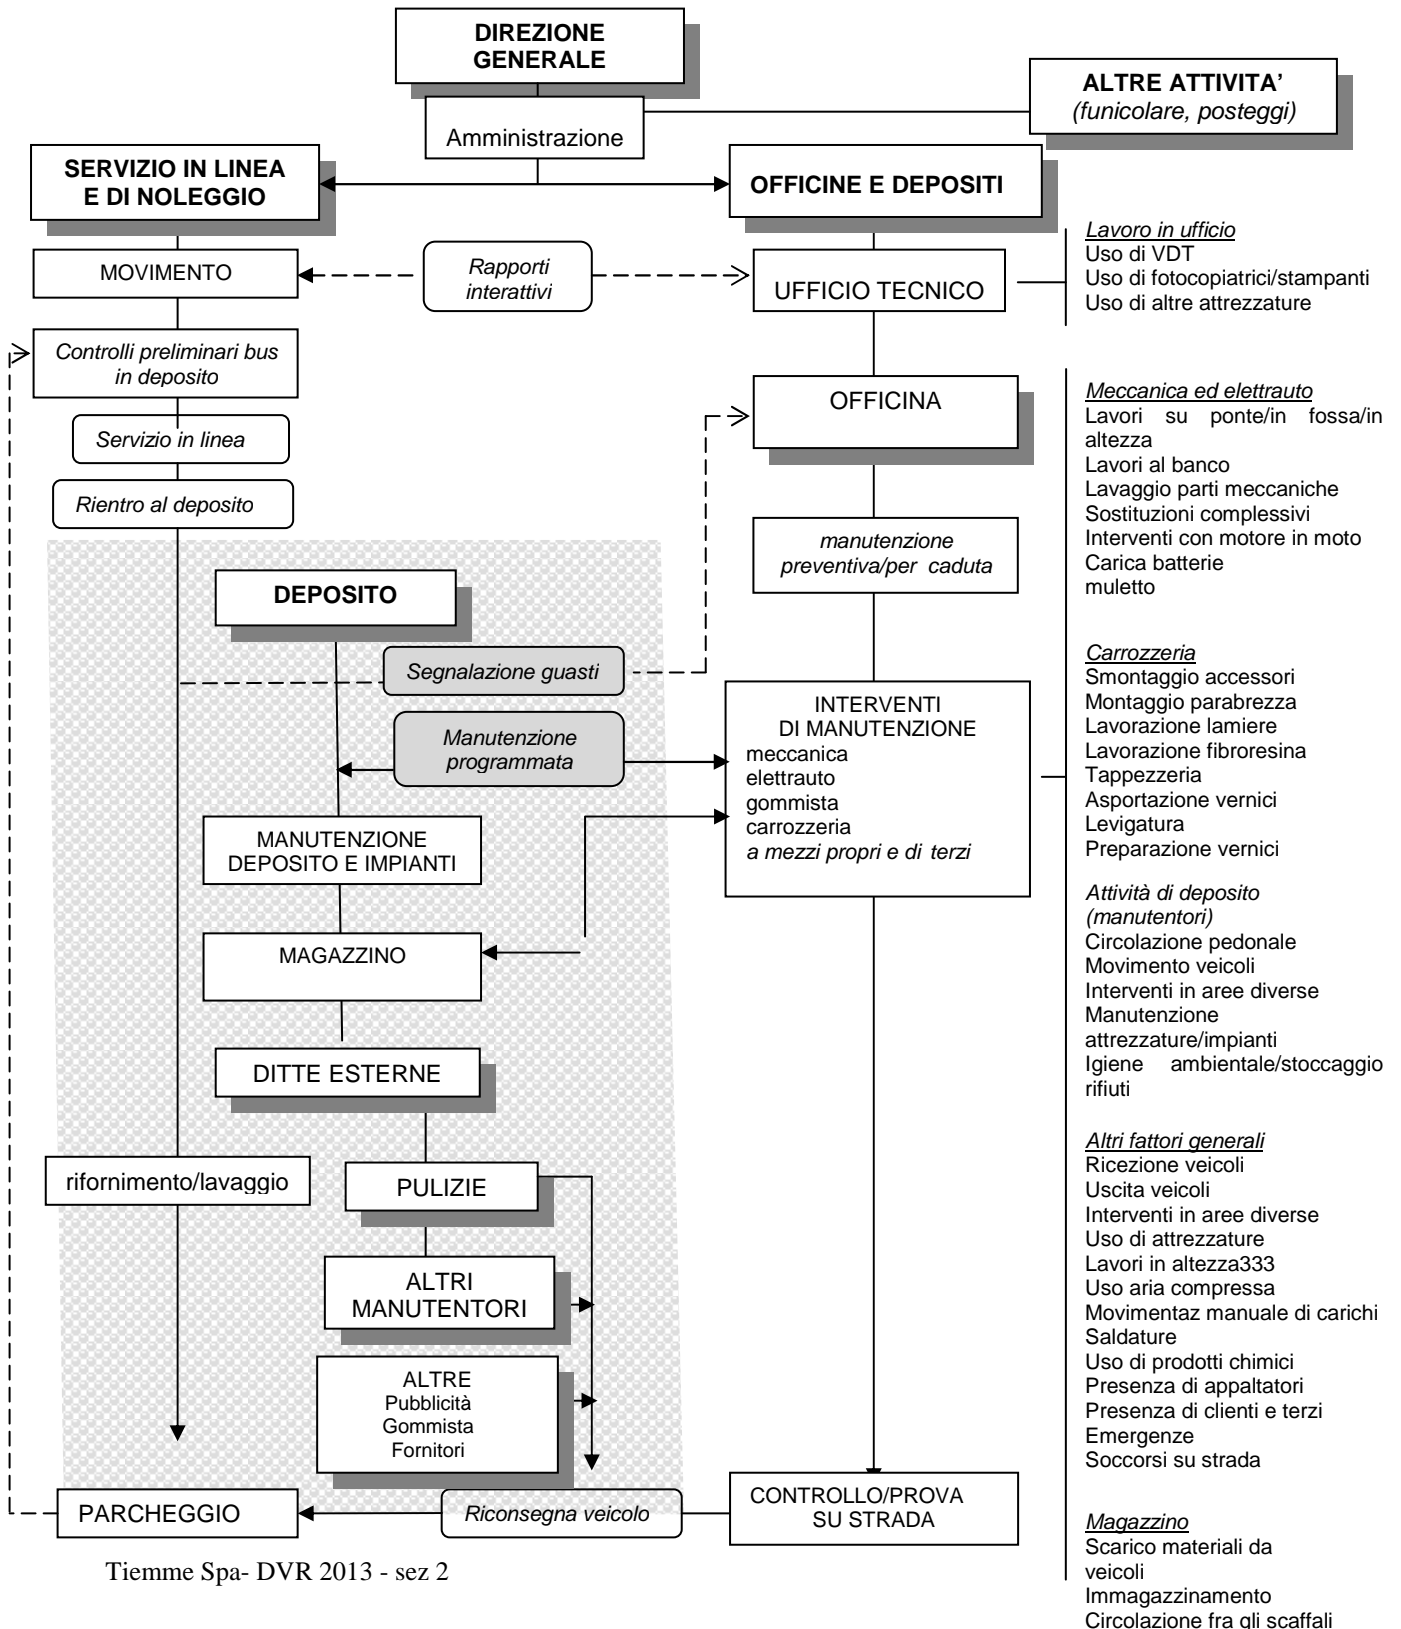 DIREZIONE
GENERALE
ALTRE ATTIVITA’
(funicolare, posteggi)
Amministrazione
SERVIZIO IN LINEA
E DI NOLEGGIO
OFFICINE E DEPOSITI
MOVIMENTO
Rapporti
interattivi
UFFICIO TECNICO
Lavoro in ufficio
Uso di VDT
Uso di fotocopiatrici/stampanti
Uso di altre attrezzature
Controlli preliminari bus
in deposito
Servizio in linea
Rientro al deposito
OFFICINA
manutenzione
preventiva/per caduta
Meccanica ed elettrauto
Lavori su ponte/in fossa/in
altezza
Lavori al banco
Lavaggio parti meccaniche
Sostituzioni complessivi
Interventi con motore in moto
Carica batterie
muletto
DEPOSITO
Segnalazione guasti
Manutenzione
programmata
INTERVENTI
DI MANUTENZIONE
meccanica
elettrauto
gommista
carrozzeria
a mezzi propri e di terzi
Carrozzeria
Smontaggio accessori
Montaggio parabrezza
Lavorazione lamiere
Lavorazione fibroresina
Tappezzeria
Asportazione vernici
Levigatura
Preparazione vernici
MANUTENZIONE
DEPOSITO E IMPIANTI
MAGAZZINO
Attività di deposito
(manutentori)
Circolazione pedonale
Movimento veicoli
Interventi in aree diverse
Manutenzione
attrezzature/impianti
Igiene ambientale/stoccaggio
rifiuti
DITTE ESTERNE
rifornimento/lavaggio
PULIZIE
ALTRI
MANUTENTORI
ALTRE
Pubblicità
Gommista
Fornitori
Altri fattori generali
Ricezione veicoli
Uscita veicoli
Interventi in aree diverse
Uso di attrezzature
Lavori in altezza333
Uso aria compressa
Movimentaz manuale di carichi
Saldature
Uso di prodotti chimici
Presenza di appaltatori
Presenza di clienti e terzi
Emergenze
Soccorsi su strada
PARCHEGGIO
Riconsegna veicolo
CONTROLLO/PROVA
SU STRADA
Magazzino
Scarico materiali da
veicoli
Immagazzinamento
Circolazione fra gli scaffali
Tiemme Spa- DVR 2013 - sez 2